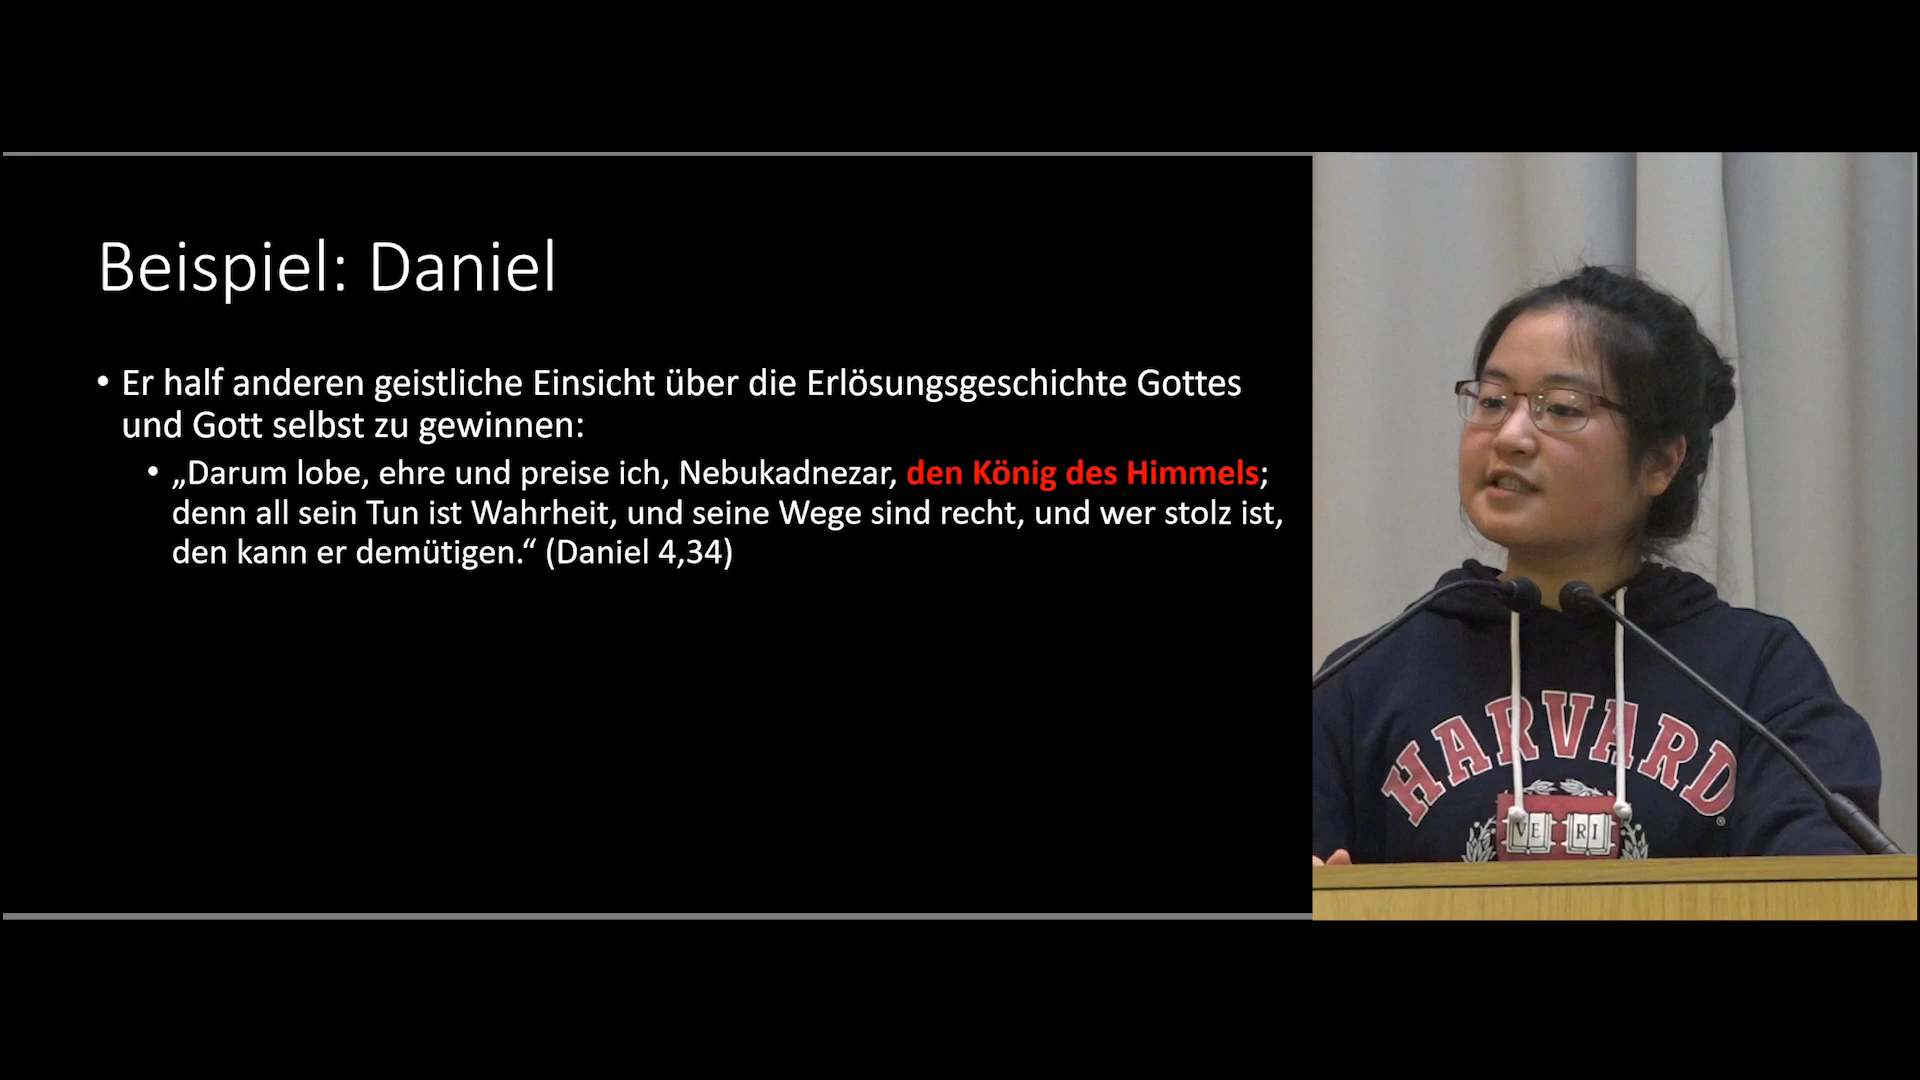 Beispiel: Daniel
• Er half anderen geistliche Einsicht über die Erlösungsgeschichte Gottes
und Gott selbst zu gewinnen:
• „Darum lobe, ehre und preise ich, Nebukadnezar, den König des Himmels;
denn all sein Tun ist Wahrheit, und seine Wege sind recht, und wer stolz ist,
den kann er demütigen.“ (Daniel 4,34)
HARVARD
®
VE RI